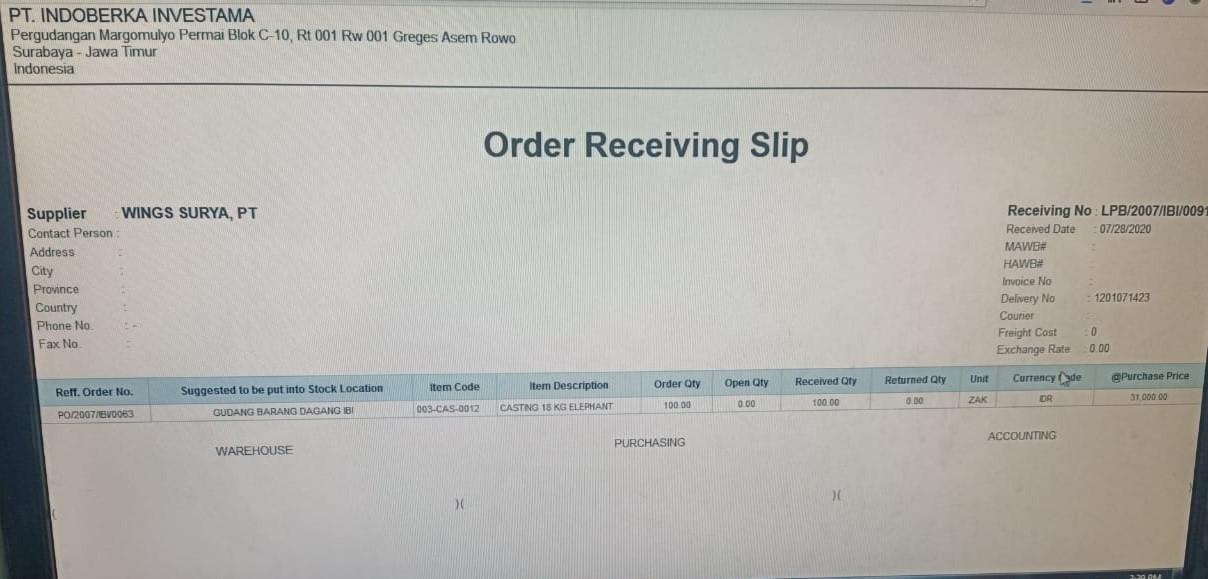 PT. INDOBERKA INVESTAMA
Pergudangan Margomulyo Permai Blok C-10, Rt 001 Rw 001 Greges Asem Rowo
Surabaya - Jawa Timur
Indonesia
Order Receiving Slip
Supplier : WINGS SURYA, PT
Contact Person :
Address :
City :
Province :
Country :
Phone No. : -
Fax No. :
Receiving No : LPB/2007/IBI/0091
Received Date : 07/28/2020
MAWB# :
HAWB# :
Invoice No :
Delivery No : 1201071423
Courier :
Freight Cost : 0
Exchange Rate : 0.00
Reff. Order No. Suggested to be put into Stock Location Item Code Item Description Order Qty Open Qty Received Qty Returned Qty Unit Currency Code @Purchase Price
PO/2007/IBI/0063 GUDANG BARANG DAGANG IBI 003-CAS-0012 CASTING 18 KG ELEPHANT 100.00 0.00 100.00 0.00 ZAK IDR 31,000.00
WAREHOUSE PURCHASING ACCOUNTING
( )( )( )